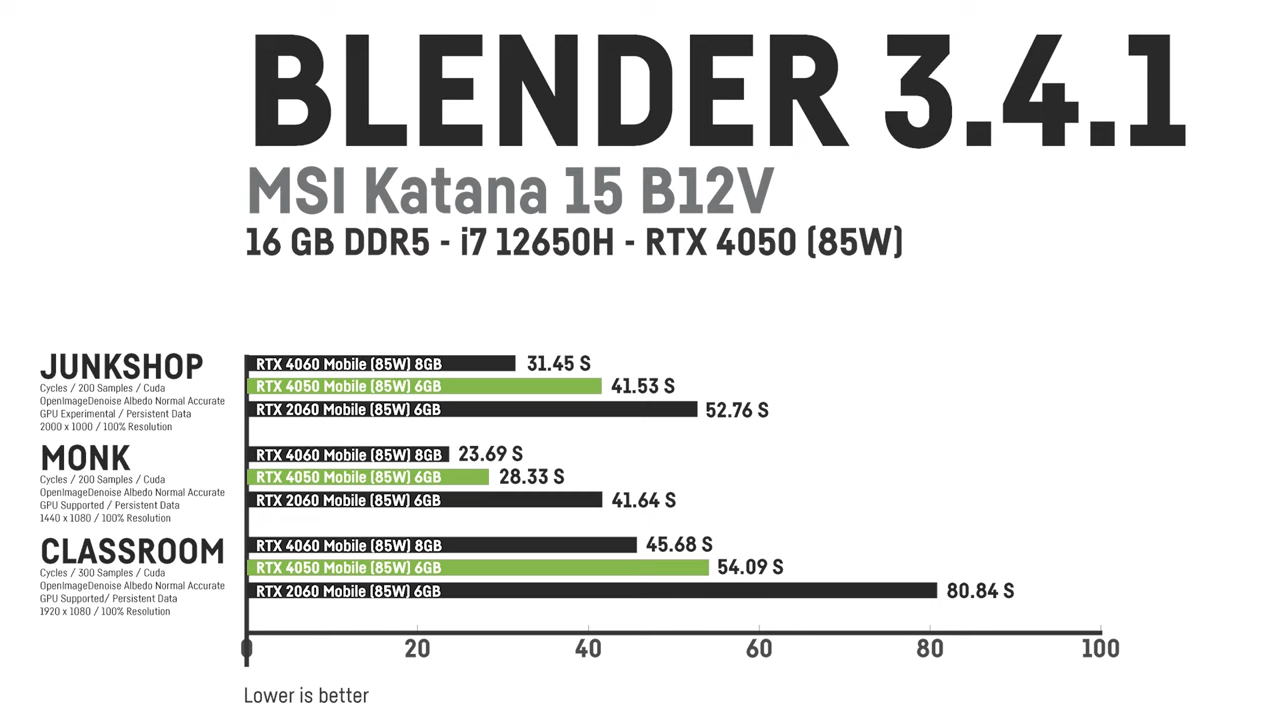 BLENDER 3.4.1
MSI Katana 15 B12V
16 GB DDR5 - i7 12650H - RTX 4050 (85W)
JUNKSHOP
Cycles / 200 Samples / Cuda
OpenImageDenoise Albedo Normal Accurate
GPU Experimental / Persistent Data
2000 x 1000 / 100% Resolution
RTX 4060 Mobile (85W) 8GB 31.45 S
RTX 4050 Mobile (85W) 6GB 41.53 S
RTX 2060 Mobile (85W) 6GB 52.76 S
MONK
Cycles / 200 Samples / Cuda
OpenImageDenoise Albedo Normal Accurate
GPU Supported / Persistent Data
1440 x 1080 / 100% Resolution
RTX 4060 Mobile (85W) 8GB 23.69 S
RTX 4050 Mobile (85W) 6GB 28.33 S
RTX 2060 Mobile (85W) 6GB 41.64 S
CLASSROOM
Cycles / 300 Samples / Cuda
OpenImageDenoise Albedo Normal Accurate
GPU Supported/ Persistent Data
1920 x 1080 / 100% Resolution
RTX 4060 Mobile (85W) 8GB 45.68 S
RTX 4050 Mobile (85W) 6GB 54.09 S
RTX 2060 Mobile (85W) 6GB 80.84 S
0 20 40 60 80 100
Lower is better